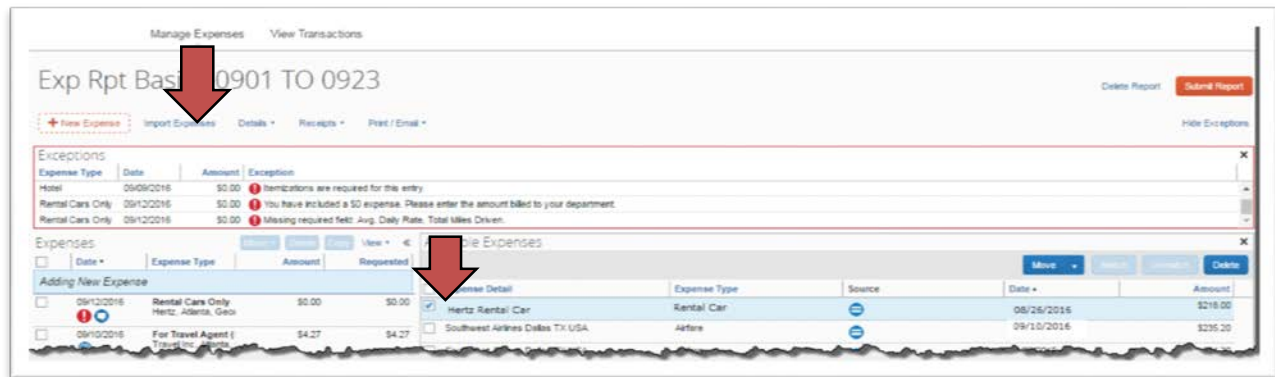 Manage Expenses View Transactions
Exp Rpt 0901 TO 0923
Delete Report Submit Report
+ New Expense Import Expenses Details Receipts Print / Email
Hide Exceptions
Exceptions
Expense Type Date Amount Exception
Hotel 09/09/2016 $0.00 Itemizations are required for this entry.
Rental Cars Only 09/12/2016 $0.00 You have included a $0 expense. Please enter the amount billed to your department.
Rental Cars Only 09/12/2016 $0.00 Missing required field: Avg. Daily Rate, Total Miles Driven.
Expenses Move Delete Copy View Expenses
Date Expense Type Amount Requested
Move Delete
Expense Type Source Date Amount
Adding New Expense
09/12/2016 Rental Cars Only $0.00 $0.00
Hertz, Atlanta, Geor
Hertz Rental Car Rental Car 08/26/2016 $218.00
09/10/2016 For Travel Agent ( $4.27 $4.27
Travel Inc, Atlanta
Southwest Airlines Dallas TX USA Airfare 09/10/2016 $235.20